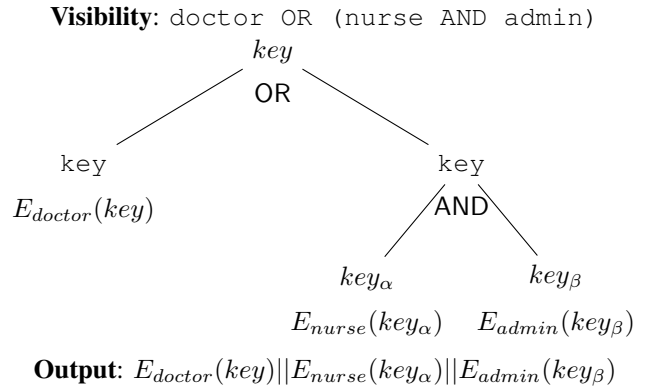 Visibility: doctor OR (nurse AND admin)
key
OR
key key
E_doctor(key) AND
key_α key_β
E_nurse(key_α) E_admin(key_β)
Output: E_doctor(key)||E_nurse(key_α)||E_admin(key_β)